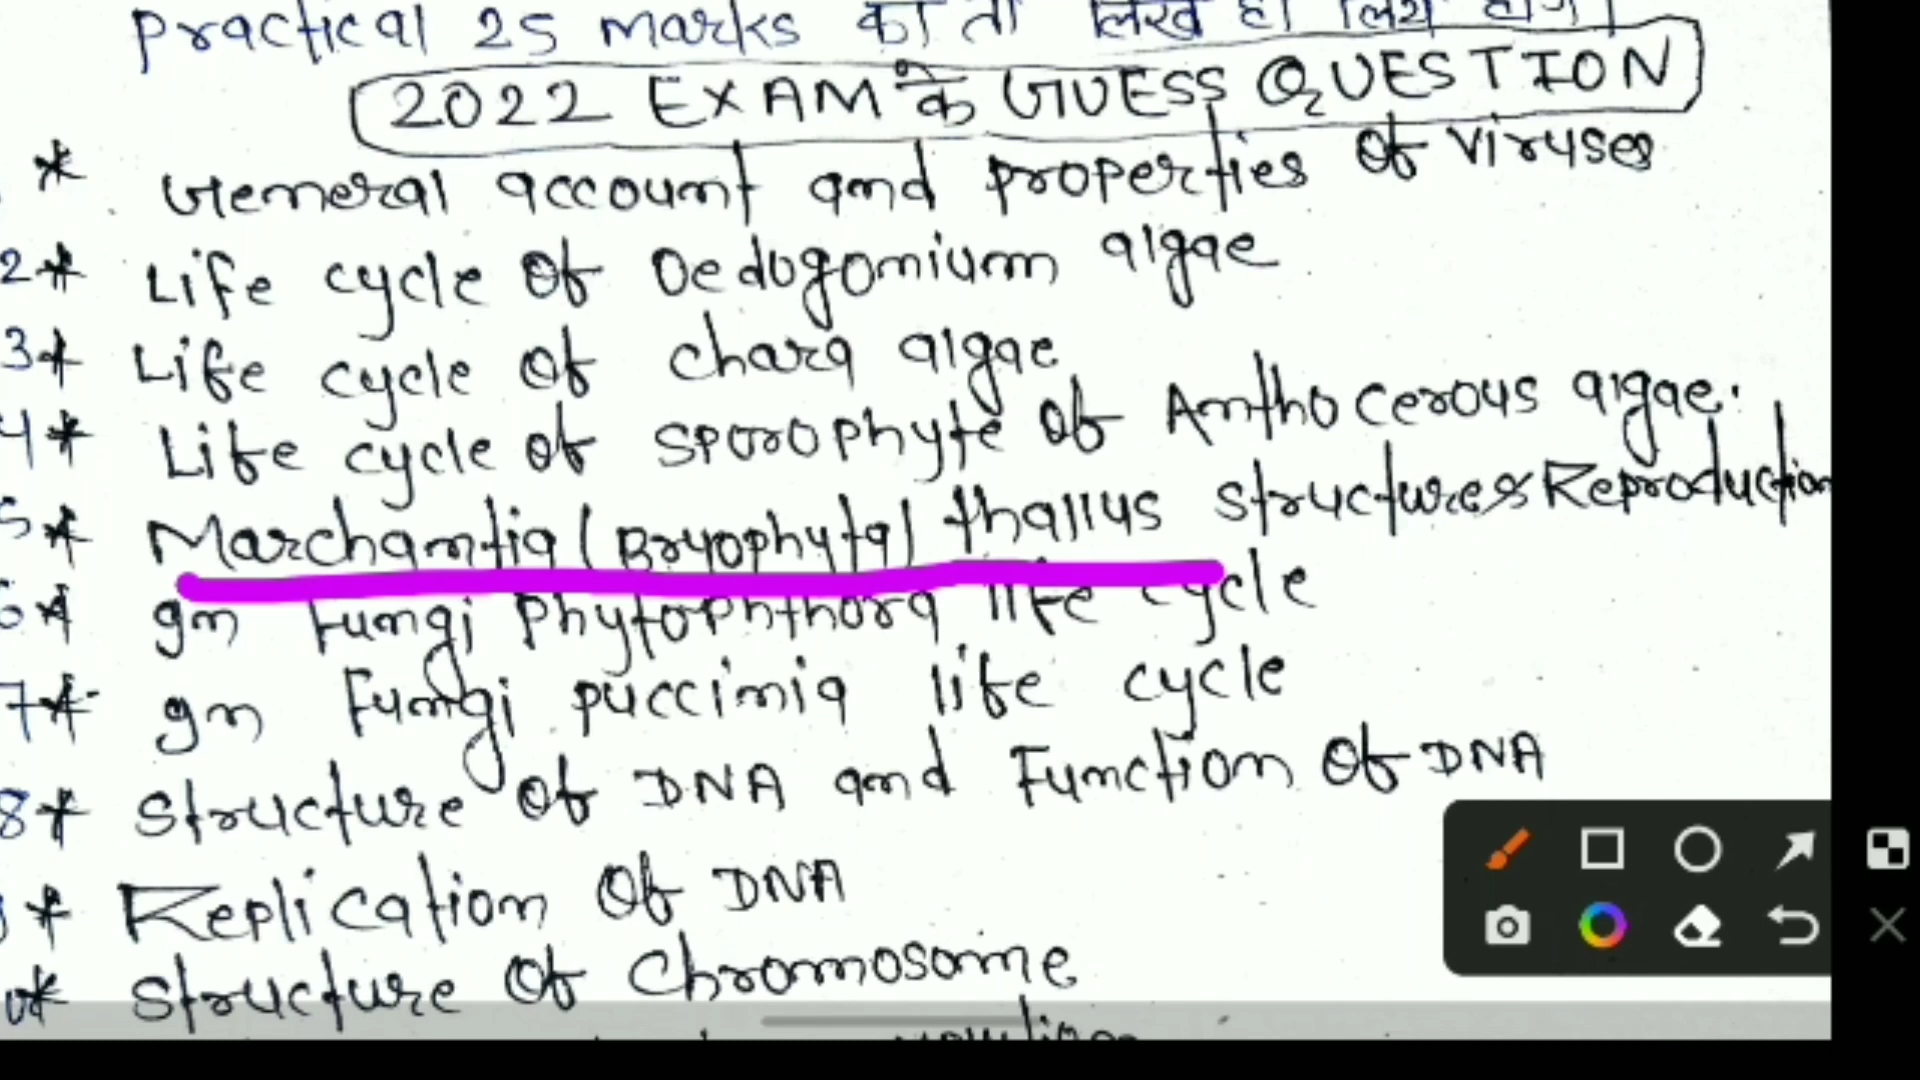 Practical 25 marks का तो लिख ही लिये होंगे।
2022 EXAM के GUESS QUESTION
* General account and properties of viruses
2* Life cycle of Oedogonium algae
3* Life cycle of chara algae
4* Life cycle of sporophyte of Anthocerous algae.
5* Marchantia (Bryophyta) thallus structure & Reproduction
6* In Fungi Phytophthora life cycle
7* In Fungi puccinia life cycle
8* Structure of DNA and Function of DNA
* Replication of DNA
* Structure of Chromosome